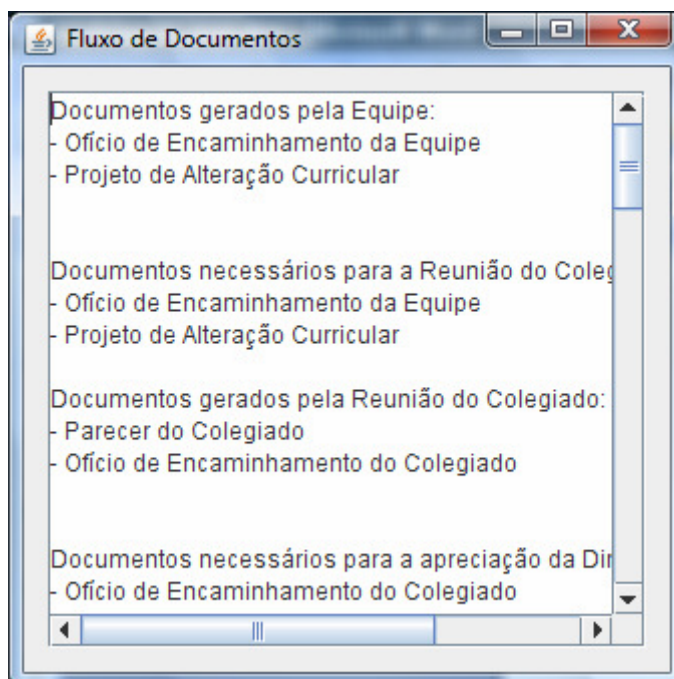 Fluxo de Documentos
Documentos gerados pela Equipe:
- Ofício de Encaminhamento da Equipe
- Projeto de Alteração Curricular
Documentos necessários para a Reunião do Coleg
- Ofício de Encaminhamento da Equipe
- Projeto de Alteração Curricular
Documentos gerados pela Reunião do Colegiado:
- Parecer do Colegiado
- Ofício de Encaminhamento do Colegiado
Documentos necessários para a apreciação da Dir
- Ofício de Encaminhamento do Colegiado